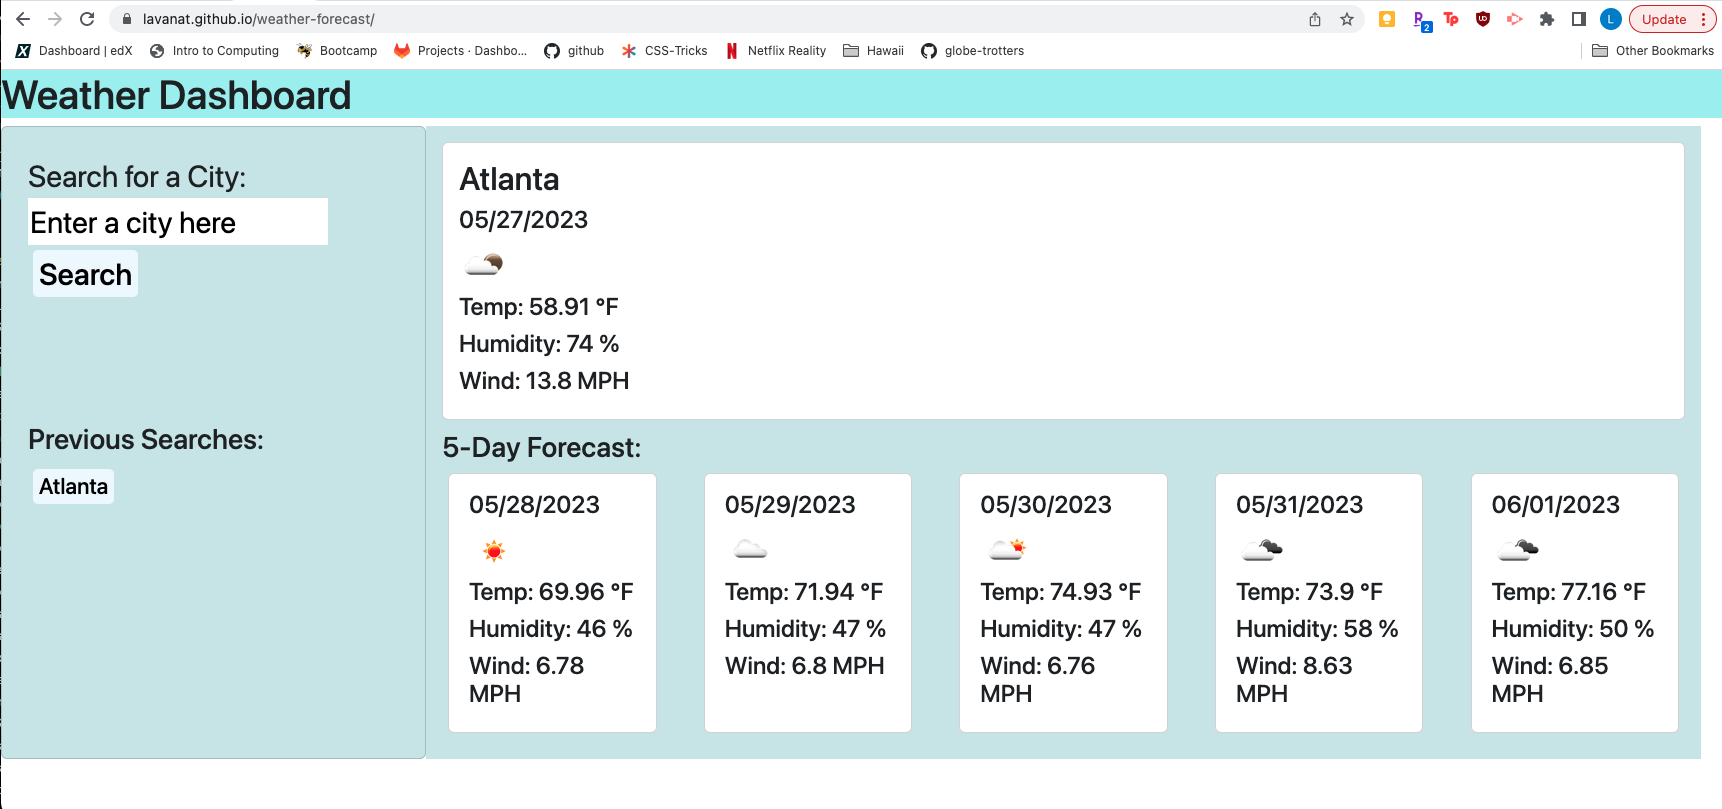 lavanat.github.io/weather-forecast/
2
L
Update
Dashboard | edX
Intro to Computing
Bootcamp
Projects · Dashbo...
github
CSS-Tricks
Netflix Reality
Hawaii
globe-trotters
Other Bookmarks
Weather Dashboard
Search for a City:
Enter a city here
Search
Previous Searches:
Atlanta
Atlanta
05/27/2023
Temp: 58.91 °F
Humidity: 74 %
Wind: 13.8 MPH
5-Day Forecast:
05/28/2023
Temp: 69.96 °F
Humidity: 46 %
Wind: 6.78
MPH
05/29/2023
Temp: 71.94 °F
Humidity: 47 %
Wind: 6.8 MPH
05/30/2023
Temp: 74.93 °F
Humidity: 47 %
Wind: 6.76
MPH
05/31/2023
Temp: 73.9 °F
Humidity: 58 %
Wind: 8.63
MPH
06/01/2023
Temp: 77.16 °F
Humidity: 50 %
Wind: 6.85
MPH